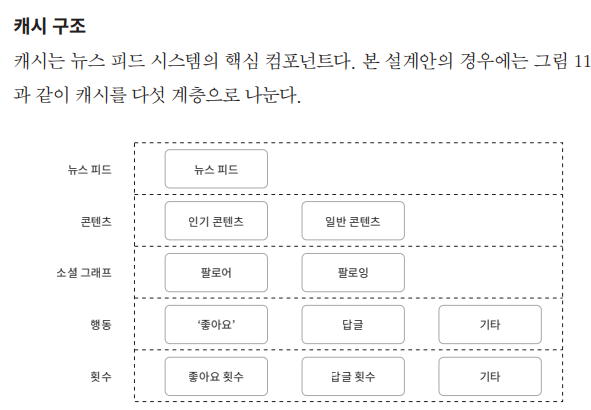 캐시 구조
캐시는 뉴스 피드 시스템의 핵심 컴포넌트다. 본 설계안의 경우에는 그림 11
과 같이 캐시를 다섯 계층으로 나눈다.
뉴스 피드 뉴스 피드
콘텐츠 인기 콘텐츠 일반 콘텐츠
소셜 그래프 팔로어 팔로잉
행동 ‘좋아요’ 답글 기타
횟수 좋아요 횟수 답글 횟수 기타